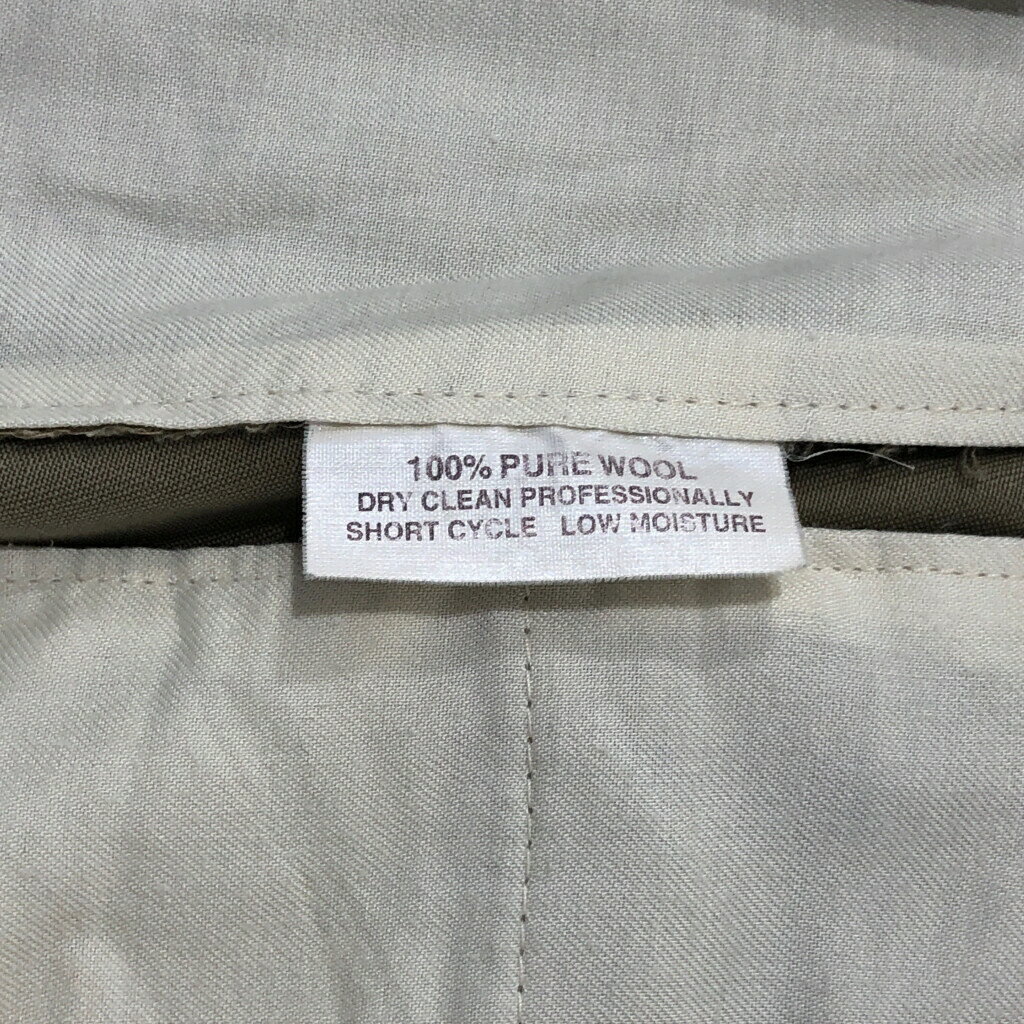 100% PURE WOOL
DRY CLEAN PROFESSIONALLY
SHORT CYCLE LOW MOISTURE